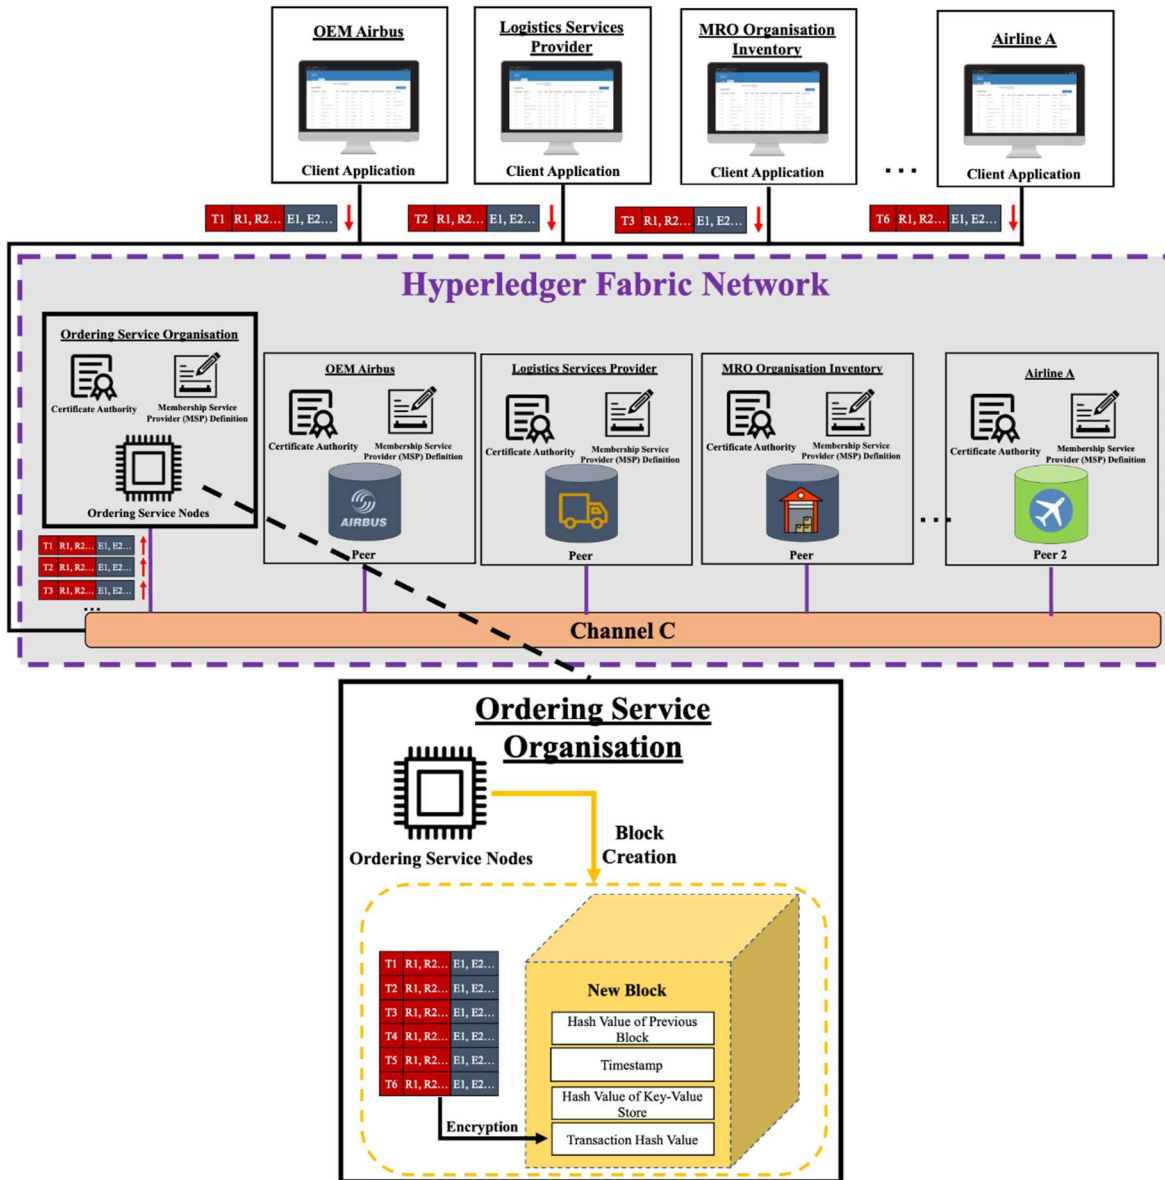 OEM Airbus
Client Application
Logistics Services
Provider
Client Application
MRO Organisation
Inventory
Client Application
...
Airline A
Client Application
T1 R1, R2... E1, E2...
T2 R1, R2... E1, E2...
T3 R1, R2... E1, E2...
T6 R1, R2... E1, E2...
Hyperledger Fabric Network
Ordering Service Organisation
Certificate Authority
Membership Service
Provider (MSP) Definition
Ordering Service Nodes
OEM Airbus
Certificate Authority
Membership Service
Provider (MSP) Definition
AIRBUS
Peer
Logistics Services Provider
Certificate Authority
Membership Service
Provider (MSP) Definition
Peer
MRO Organisation Inventory
Certificate Authority
Membership Service
Provider (MSP) Definition
Peer
...
Airline A
Certificate Authority
Membership Service
Provider (MSP) Definition
Peer 2
T1 R1, R2... E1, E2...
T2 R1, R2... E1, E2...
T3 R1, R2... E1, E2...
...
Channel C
Ordering Service
Organisation
Ordering Service Nodes
Block
Creation
T1 R1, R2... E1, E2...
T2 R1, R2... E1, E2...
T3 R1, R2... E1, E2...
T4 R1, R2... E1, E2...
T5 R1, R2... E1, E2...
T6 R1, R2... E1, E2...
Encryption
New Block
Hash Value of Previous
Block
Timestamp
Hash Value of Key-Value
Store
Transaction Hash Value